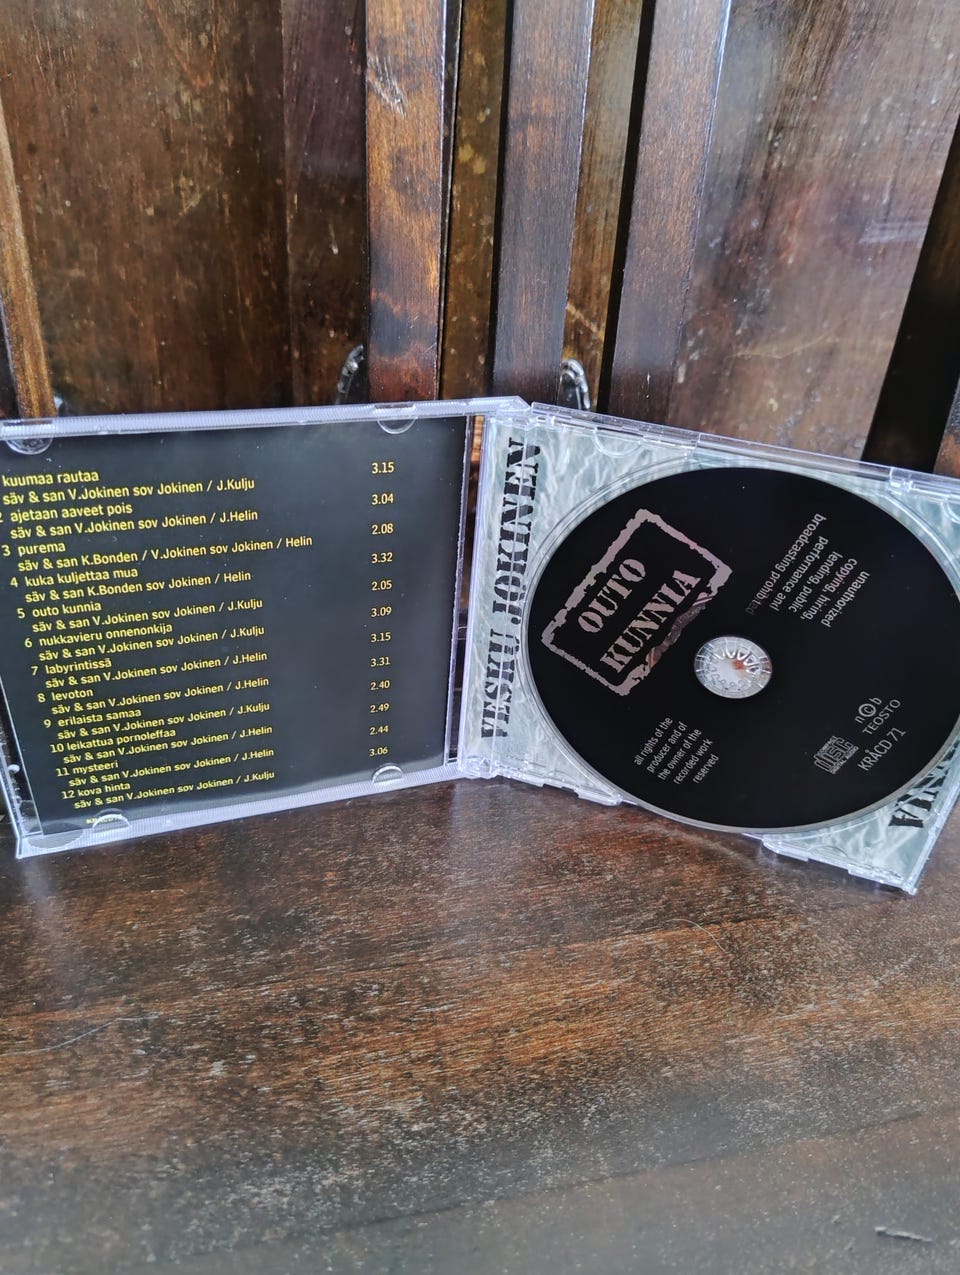 kuumaa rautaa 3.15
säv & san V.Jokinen sov Jokinen / J.Kulju
2 ajetaan aaveet pois 3.04
säv & san V.Jokinen sov Jokinen / J.Helin
3 purema 2.08
säv & san K.Bonden / V.Jokinen sov Jokinen / Helin
4 kuka kuljettaa mua 3.32
säv & san K.Bonden sov Jokinen / Helin
5 outo kunnia 2.05
säv & san V.Jokinen sov Jokinen / J.Kulju
6 nukkavieru onnenonkija 3.09
säv & san V.Jokinen sov Jokinen / J.Kulju
7 labyrintissä 3.15
säv & san V.Jokinen sov Jokinen / J.Helin
8 levoton 3.31
säv & san V.Jokinen sov Jokinen / J.Helin
9 erilaista samaa 2.40
säv & san V.Jokinen sov Jokinen / J.Kulju
10 leikattua pornoleffaa 2.49
säv & san V.Jokinen sov Jokinen / J.Helin
11 mysteeri 2.44
säv & san V.Jokinen sov Jokinen / J.Helin
12 kova hinta 3.06
säv & san V.Jokinen sov Jokinen / J.Kulju
VESKU JOKINEN
OUTO
KUNNIA
unauthorized
copying, hiring,
lending public
performance and
broadcasting prohibited
all rights of the
producer and of
the owner of the
recorded work
reserved
n©b
TEOSTO
disc
KRÄCD 71
NNIA